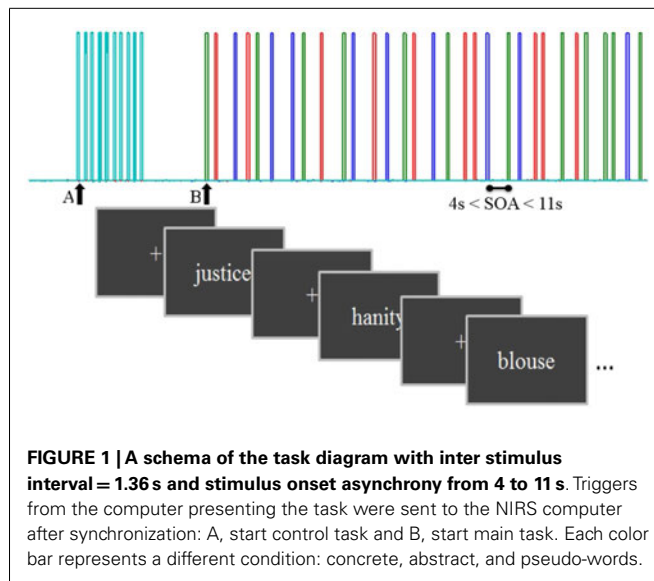 A
B
4s < SOA < 11s
+
justice
+
hanity
+
blouse
...
FIGURE 1 | A schema of the task diagram with inter stimulus
interval = 1.36 s and stimulus onset asynchrony from 4 to 11 s. Triggers
from the computer presenting the task were sent to the NIRS computer
after synchronization: A, start control task and B, start main task. Each color
bar represents a different condition: concrete, abstract, and pseudo-words.